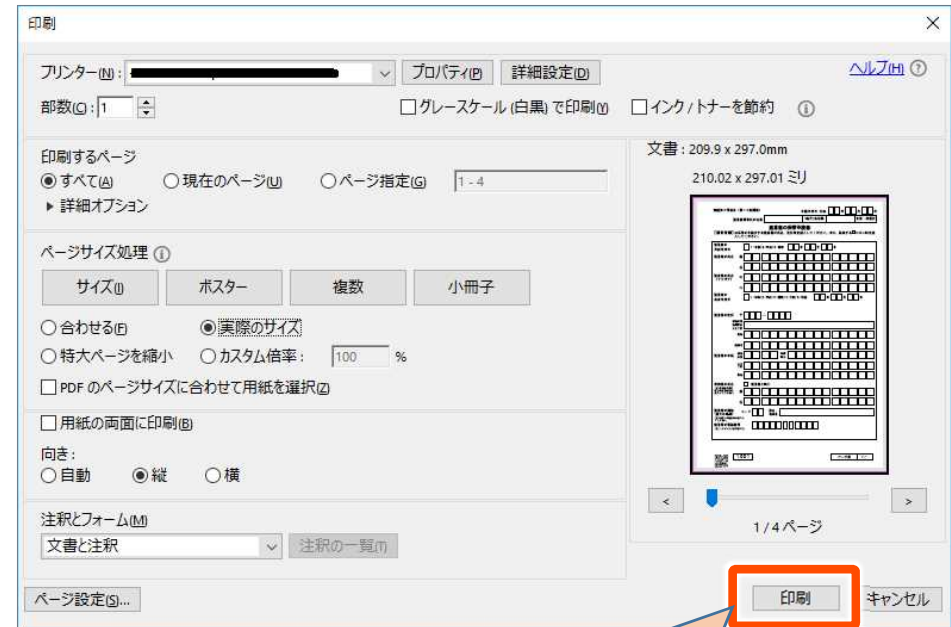 印刷
プリンター(N):
プロパティ(P)
詳細設定(D)
ヘルプ(H)
部数(C): 1
グレースケール (白黒) で印刷(Y)
インク / トナーを節約
印刷するページ
すべて(A) 現在のページ(U) ページ指定(G) 1 - 4
詳細オプション
ページサイズ処理
サイズ(I) ポスター 複数 小冊子
合わせる(F) 実際のサイズ
特大ページを縮小 カスタム倍率: 100 %
PDF のページサイズに合わせて用紙を選択(Z)
用紙の両面に印刷(B)
向き:
自動 縦 横
注釈とフォーム(M)
文書と注釈 注釈の一覧(T)
文書: 209.9 x 297.0mm
210.02 x 297.01 ミリ
< >
1 / 4 ページ
ページ設定(S)... 印刷 キャンセル